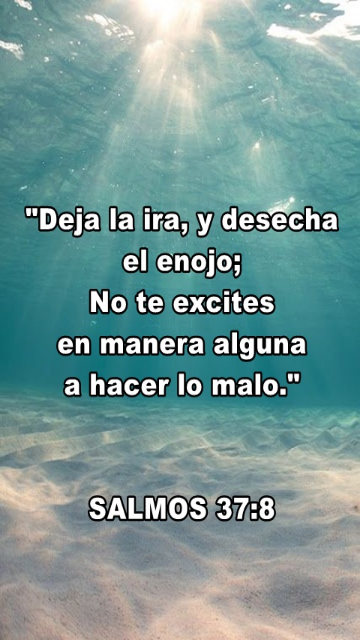 "Deja la ira, y desecha
el enojo;
No te excites
en manera alguna
a hacer lo malo."
SALMOS 37:8